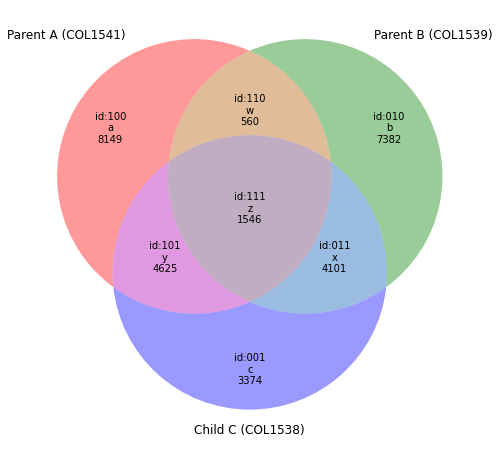 Parent A (COL1541)
Parent B (COL1539)
id:110
w
560
id:100
a
8149
id:010
b
7382
id:111
z
1546
id:101
y
4625
id:011
x
4101
id:001
c
3374
Child C (COL1538)